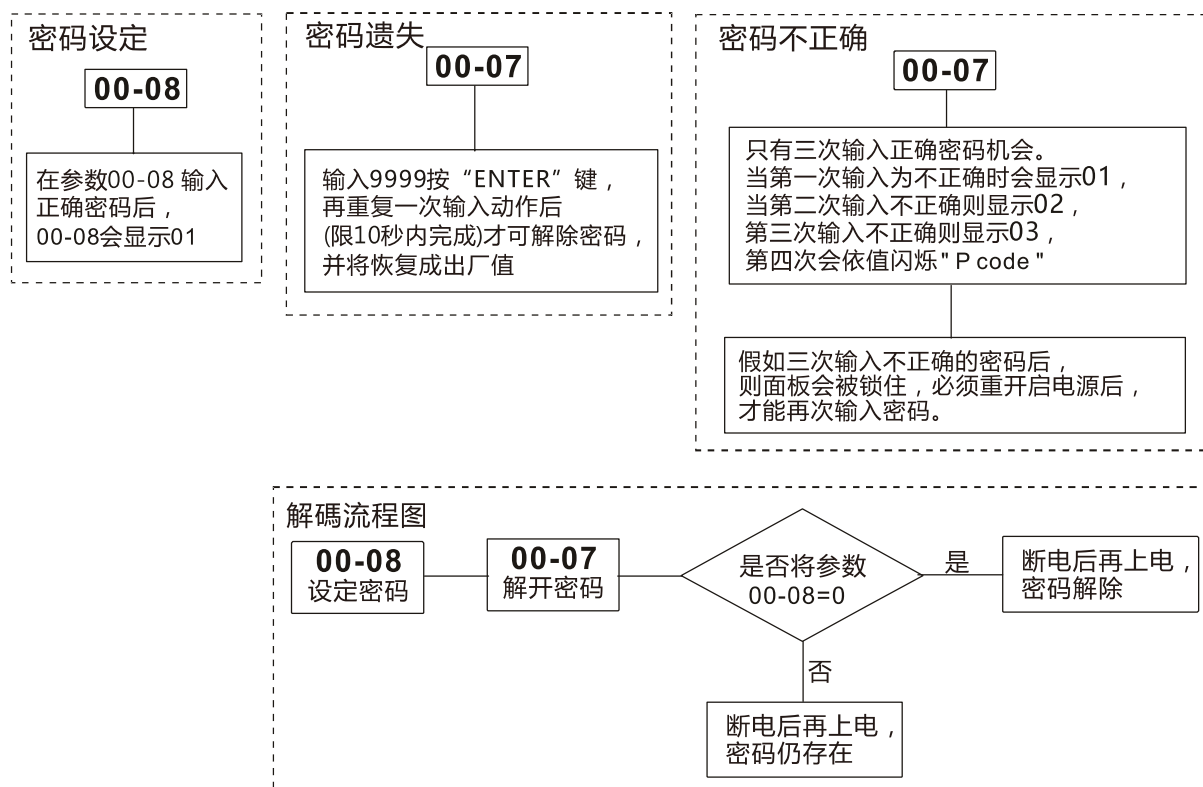 密码设定
00-08
在参数00-08 输入
正确密码后，
00-08会显示01
密码遗失
00-07
输入9999按“ENTER”键，
再重复一次输入动作后
(限10秒内完成)才可解除密码，
并将恢复成出厂值
密码不正确
00-07
只有三次输入正确密码机会。
当第一次输入为不正确时会显示01，
当第二次输入不正确则显示02，
第三次输入不正确则显示03，
第四次会依值闪烁"P code"
假如三次输入不正确的密码后，
则面板会被锁住，必须重开启电源后，
才能再次输入密码。
解碼流程图
00-08
设定密码
00-07
解开密码
是否将参数
00-08=0
是
断电后再上电，
密码解除
否
断电后再上电，
密码仍存在